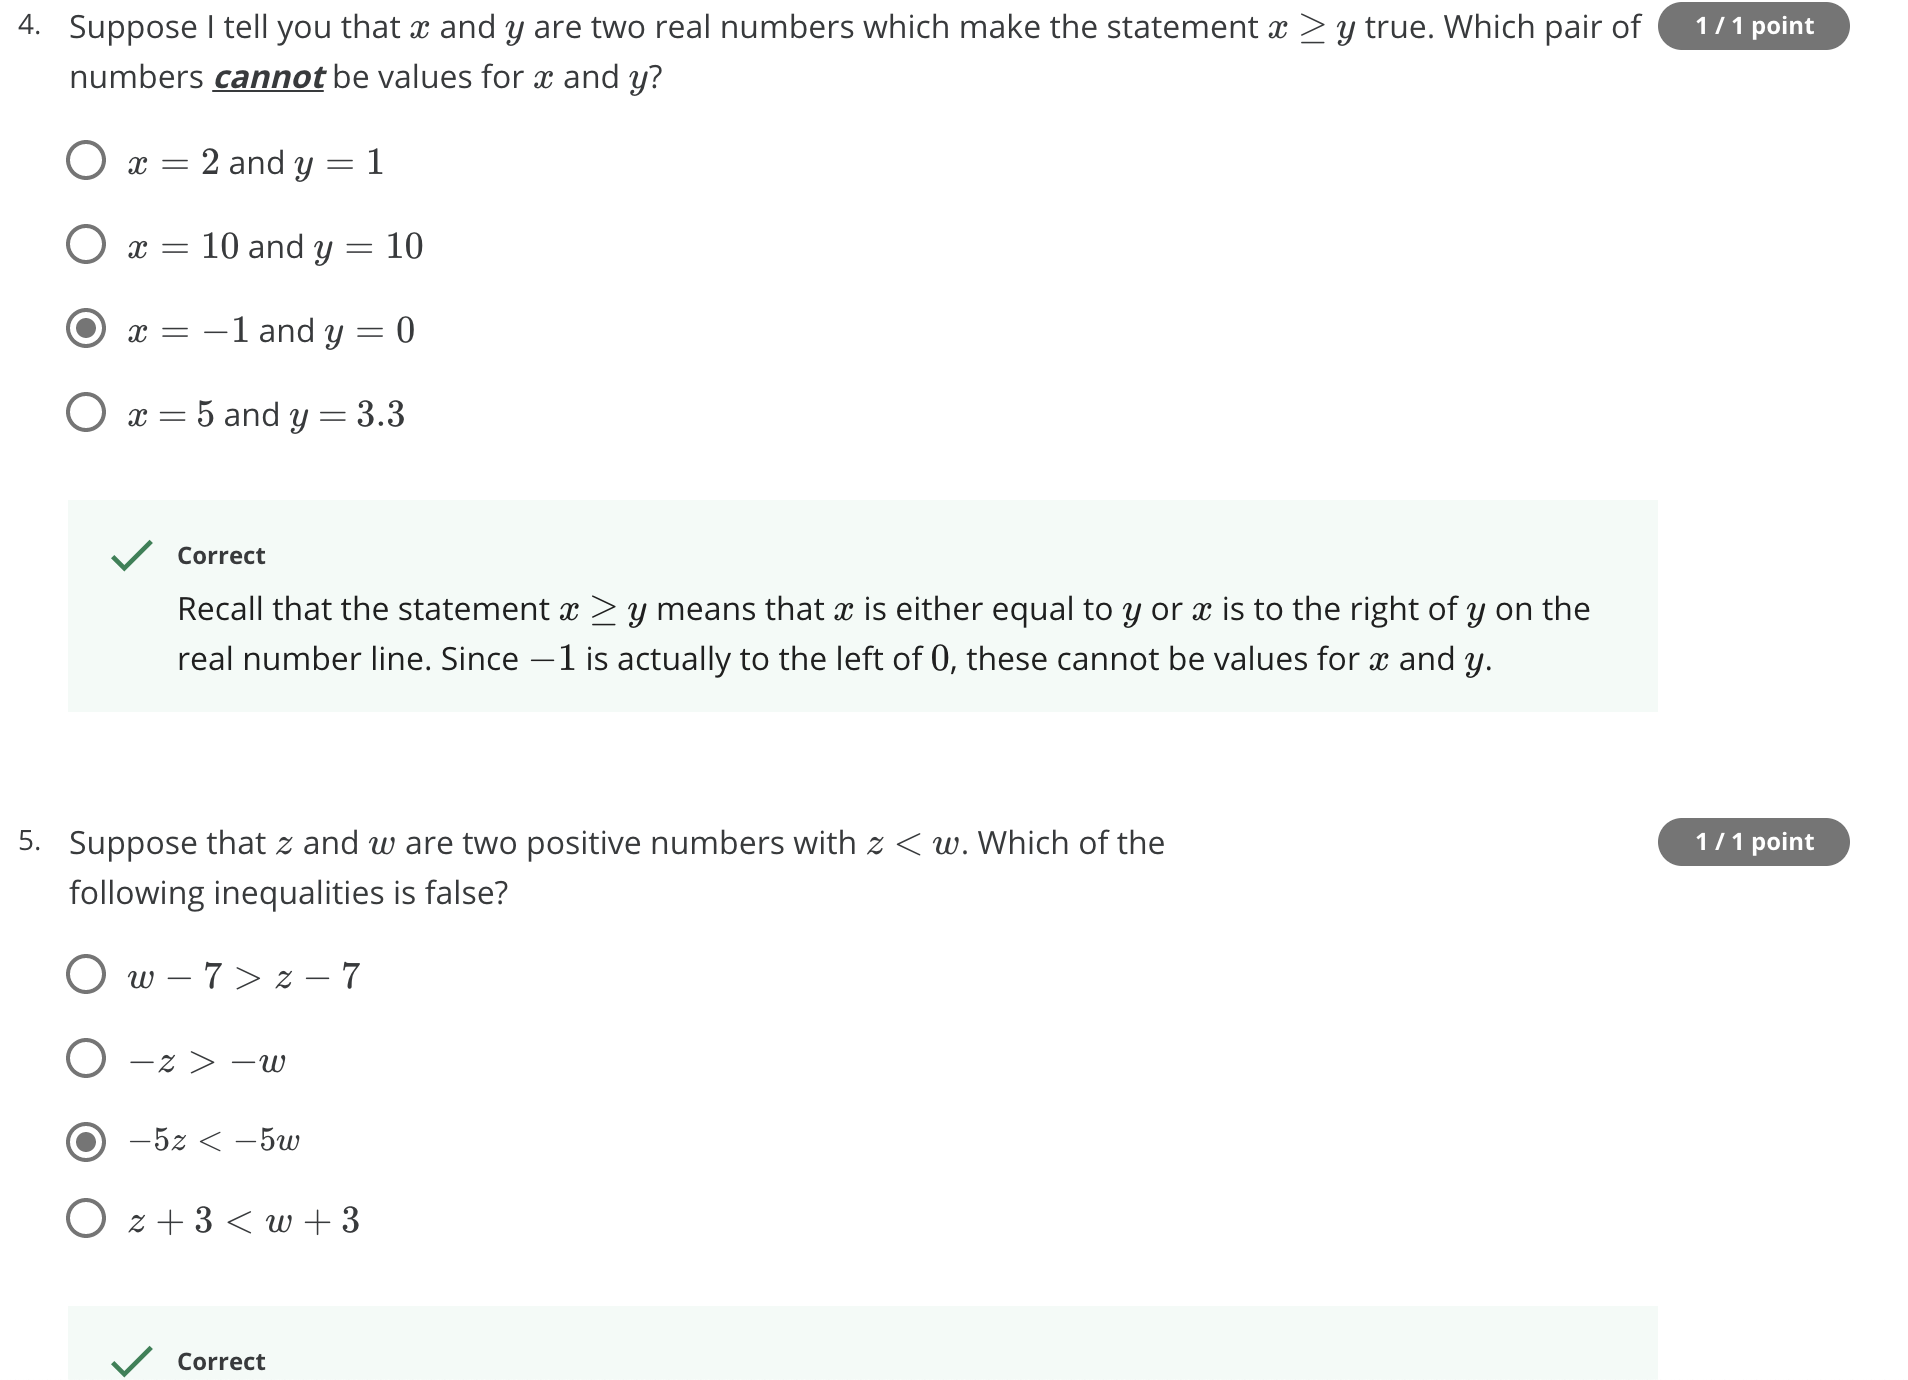 4. Suppose I tell you that x and y are two real numbers which make the statement x ≥ y true. Which pair of 1 / 1 point
numbers cannot be values for x and y?
x = 2 and y = 1
x = 10 and y = 10
x = −1 and y = 0
x = 5 and y = 3.3
Correct
Recall that the statement x ≥ y means that x is either equal to y or x is to the right of y on the
real number line. Since −1 is actually to the left of 0, these cannot be values for x and y.
5. Suppose that z and w are two positive numbers with z < w. Which of the 1 / 1 point
following inequalities is false?
w − 7 > z − 7
−z > −w
−5z < −5w
z + 3 < w + 3
Correct